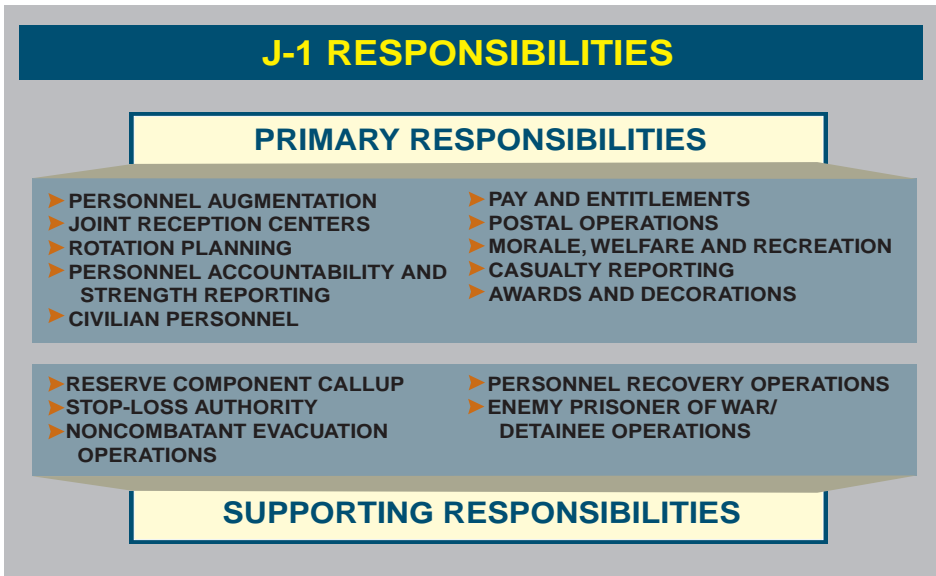 J-1 RESPONSIBILITIES
PRIMARY RESPONSIBILITIES
PERSONNEL AUGMENTATION
JOINT RECEPTION CENTERS
ROTATION PLANNING
PERSONNEL ACCOUNTABILITY AND
STRENGTH REPORTING
CIVILIAN PERSONNEL
PAY AND ENTITLEMENTS
POSTAL OPERATIONS
MORALE, WELFARE AND RECREATION
CASUALTY REPORTING
AWARDS AND DECORATIONS
RESERVE COMPONENT CALLUP
STOP-LOSS AUTHORITY
NONCOMBATANT EVACUATION
OPERATIONS
PERSONNEL RECOVERY OPERATIONS
ENEMY PRISONER OF WAR/
DETAINEE OPERATIONS
SUPPORTING RESPONSIBILITIES